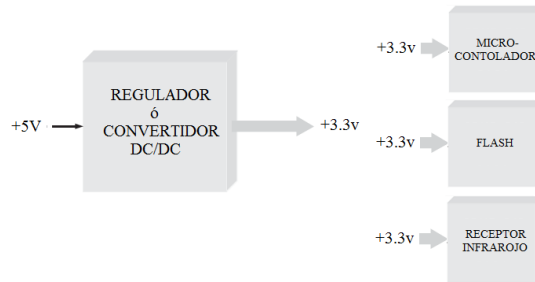 +5V
REGULADOR
ó
CONVERTIDOR
DC/DC
+3.3v
+3.3v
MICRO-
CONTOLADOR
+3.3v
FLASH
+3.3v
RECEPTOR
INFRAROJO